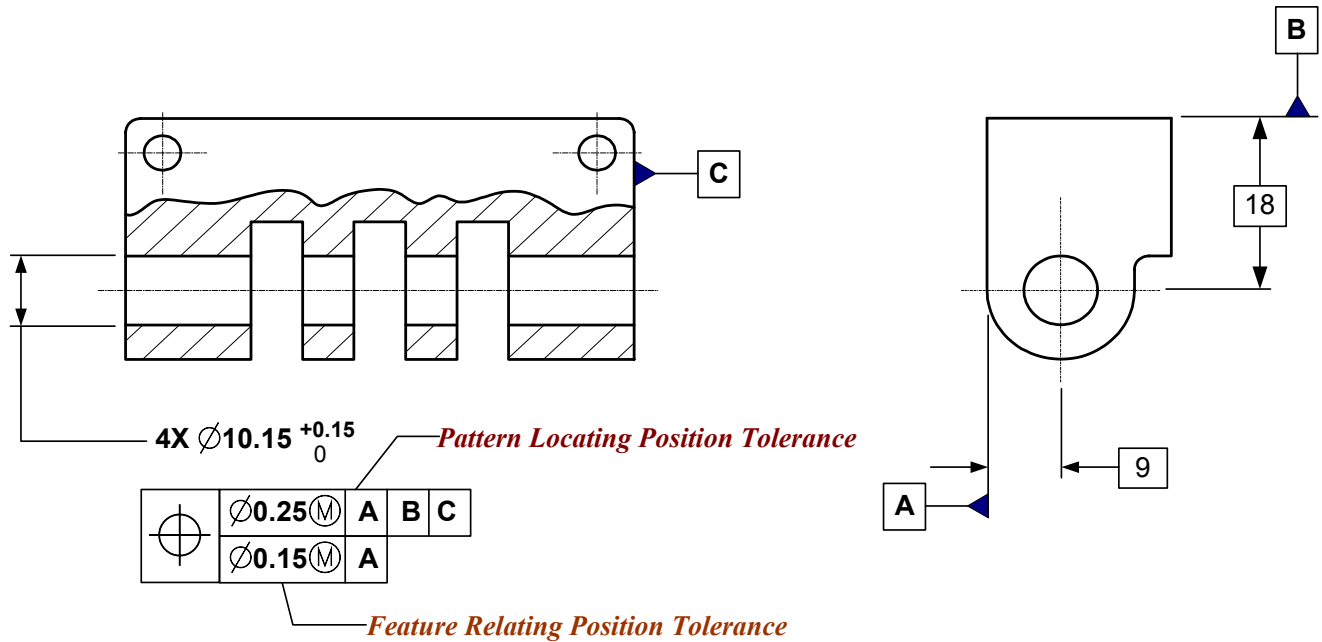 B
C
18
4X ∅10.15 +0.15 0
Pattern Locating Position Tolerance
9
A
∅0.25Ⓜ A B C
∅0.15Ⓜ A
Feature Relating Position Tolerance